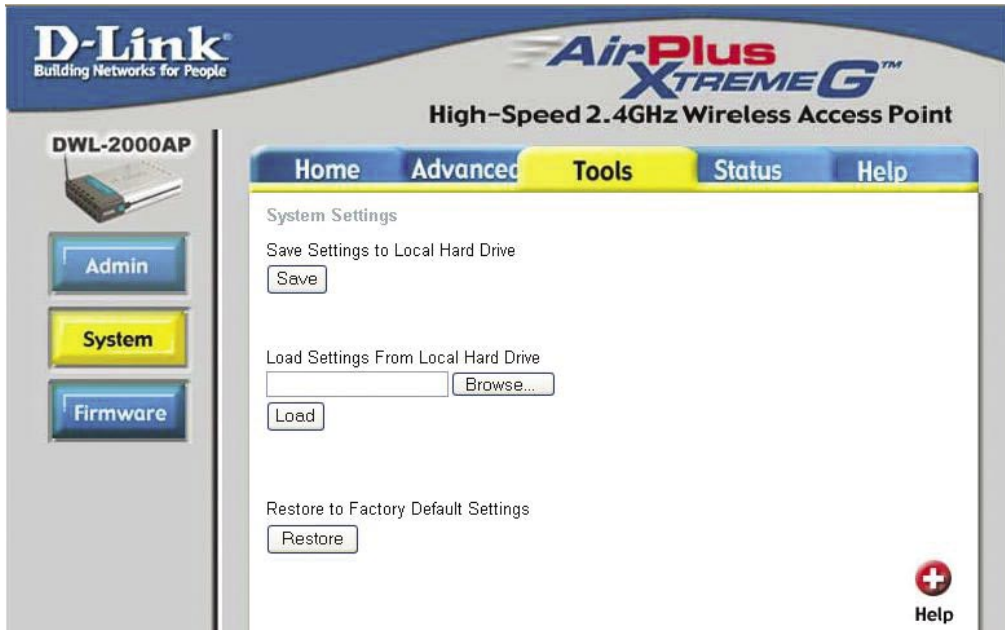 D-Link
Building Networks for People
AirPlus
XTREME G™
High-Speed 2.4GHz Wireless Access Point
DWL-2000AP
Home Advanced Tools Status Help
Admin
System
Firmware
System Settings
Save Settings to Local Hard Drive
Save
Load Settings From Local Hard Drive
Browse...
Load
Restore to Factory Default Settings
Restore
Help